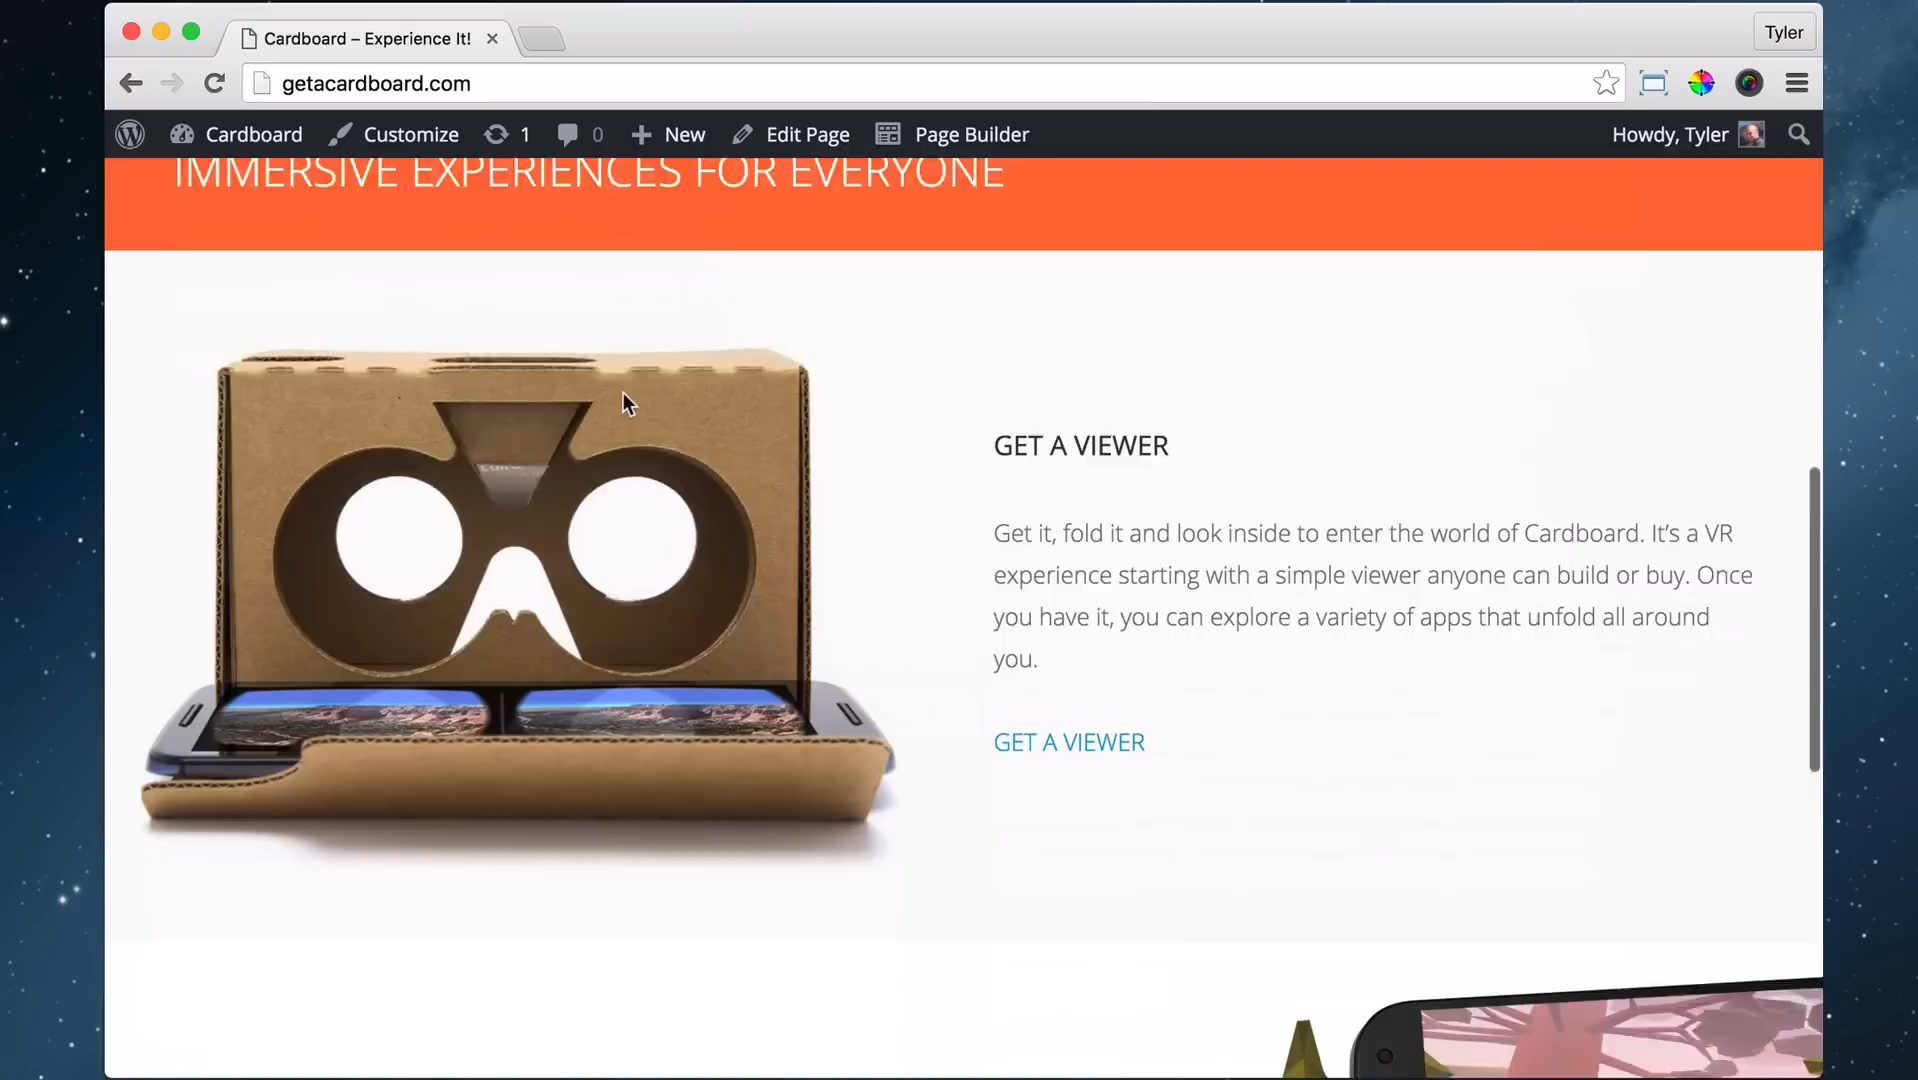 Cardboard – Experience It!
Tyler
getacardboard.com
Cardboard Customize 1 0 New Edit Page Page Builder Howdy, Tyler
IMMERSIVE EXPERIENCES FOR EVERYONE
GET A VIEWER
Get it, fold it and look inside to enter the world of Cardboard. It’s a VR
experience starting with a simple viewer anyone can build or buy. Once
you have it, you can explore a variety of apps that unfold all around
you.
GET A VIEWER